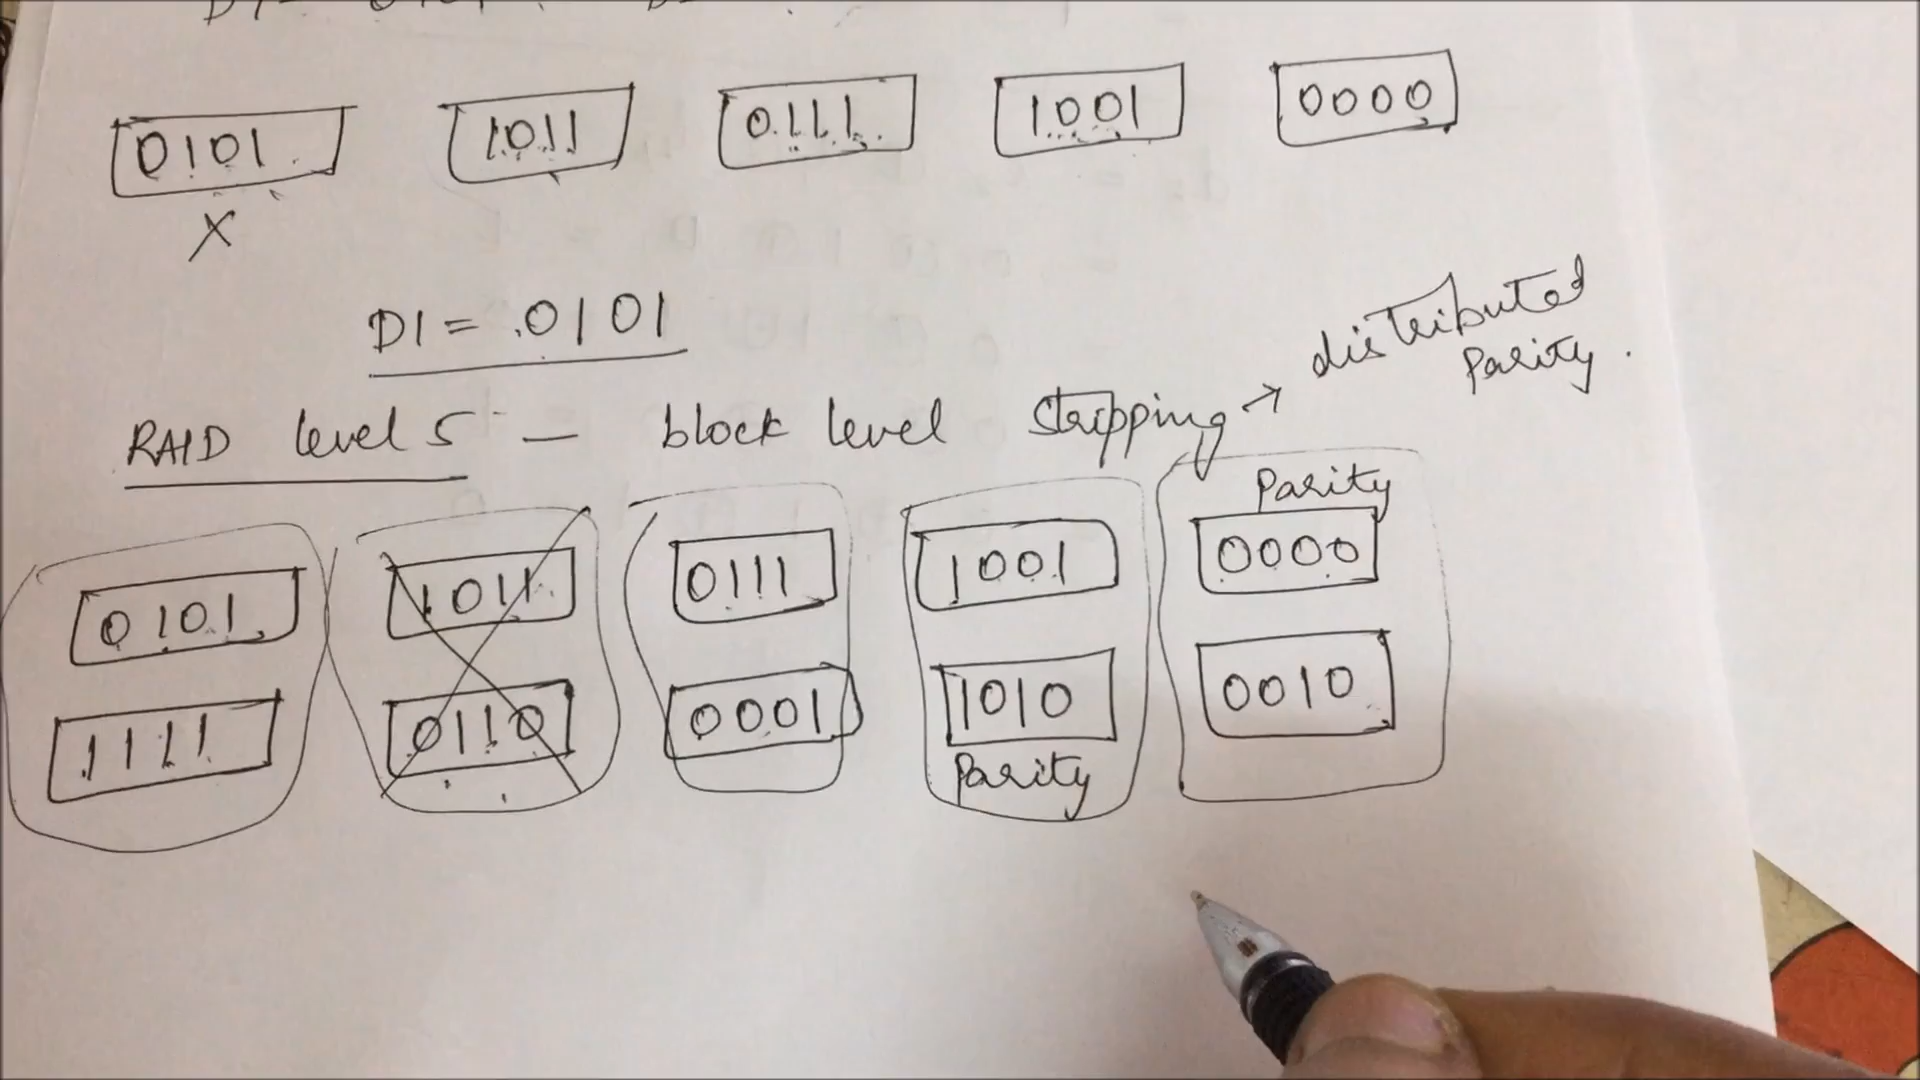 0101 1011 0111 1001 0000
X
D1 = 0101
distributed
Parity.
RAID level 5 — block level stripping →
Parity
0101 1011 0111 1001 0000
1111 0110 0001 1010 0010
Parity